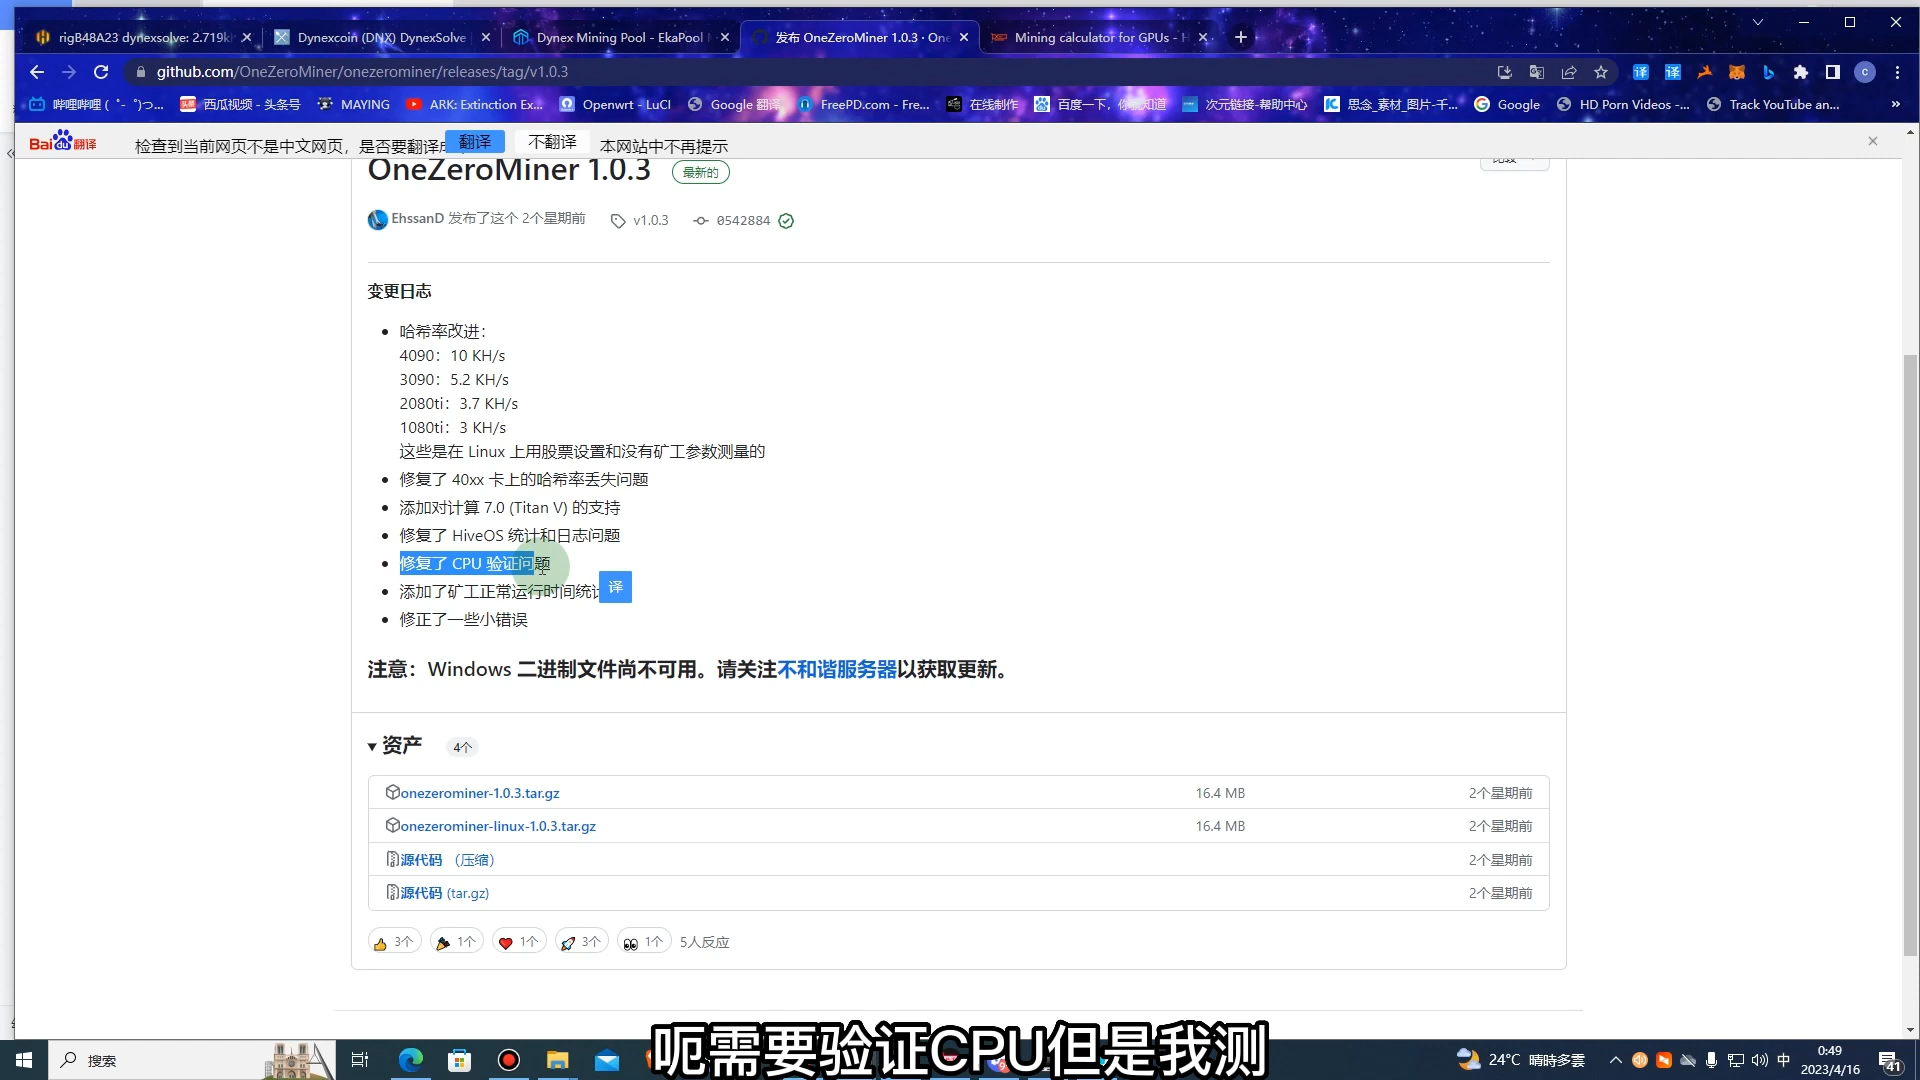 rigB48A23 dynexsolve: 2.719k
Dynexcoin (DNX) DynexSolve
Dynex Mining Pool - EkaPool
发布 OneZeroMiner 1.0.3 · One
Mining calculator for GPUs - H
github.com/OneZeroMiner/onezerominer/releases/tag/v1.0.3
哔哩哔哩 ( ゜- ゜)つ...
西瓜视频 - 头条号
MAYING
ARK: Extinction Ex...
Openwrt - LuCI
Google 翻译
FreePD.com - Fre...
在线制作
百度一下，你就知道
次元链接-帮助中心
思念_素材_图片-千...
Google
HD Porn Videos -...
Track YouTube an...
»
Bai du 翻译
检查到当前网页不是中文网页，是否要翻译成
翻译
不翻译
本网站中不再提示
OneZeroMiner 1.0.3
最新的
EhssanD 发布了这个 2个星期前
v1.0.3
0542884
变更日志
哈希率改进：
4090：10 KH/s
3090：5.2 KH/s
2080ti：3.7 KH/s
1080ti：3 KH/s
这些是在 Linux 上用股票设置和没有矿工参数测量的
修复了 40xx 卡上的哈希率丢失问题
添加对计算 7.0 (Titan V) 的支持
修复了 HiveOS 统计和日志问题
修复了 CPU 验证问题
添加了矿工正常运行时间统计
译
修正了一些小错误
注意：Windows 二进制文件尚不可用。请关注不和谐服务器以获取更新。
资产 4个
onezerominer-1.0.3.tar.gz 16.4 MB 2个星期前
onezerominer-linux-1.0.3.tar.gz 16.4 MB 2个星期前
源代码 （压缩） 2个星期前
源代码 (tar.gz) 2个星期前
3个 1个 1个 3个 1个 5人反应
呃需要验证CPU但是我测
搜索
24°C 晴時多雲
中
0:49
2023/4/16
41